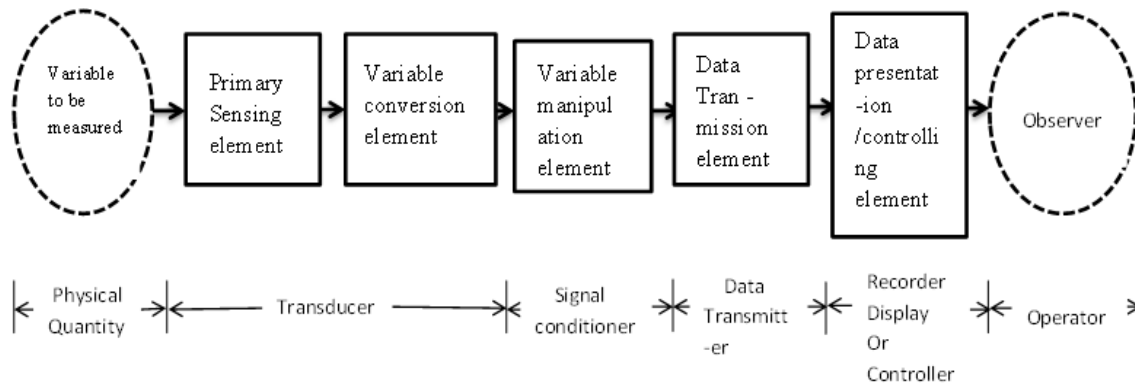 Variable
to be
measured
Primary
Sensing
element
Variable
conversion
element
Variable
manipul
ation
element
Data
Tran -
mission
element
Data
presentat
-ion
/controlli
ng
element
Observer
Physical
Quantity
Transducer
Signal
conditioner
Data
Transmitt
-er
Recorder
Display
Or
Controller
Operator